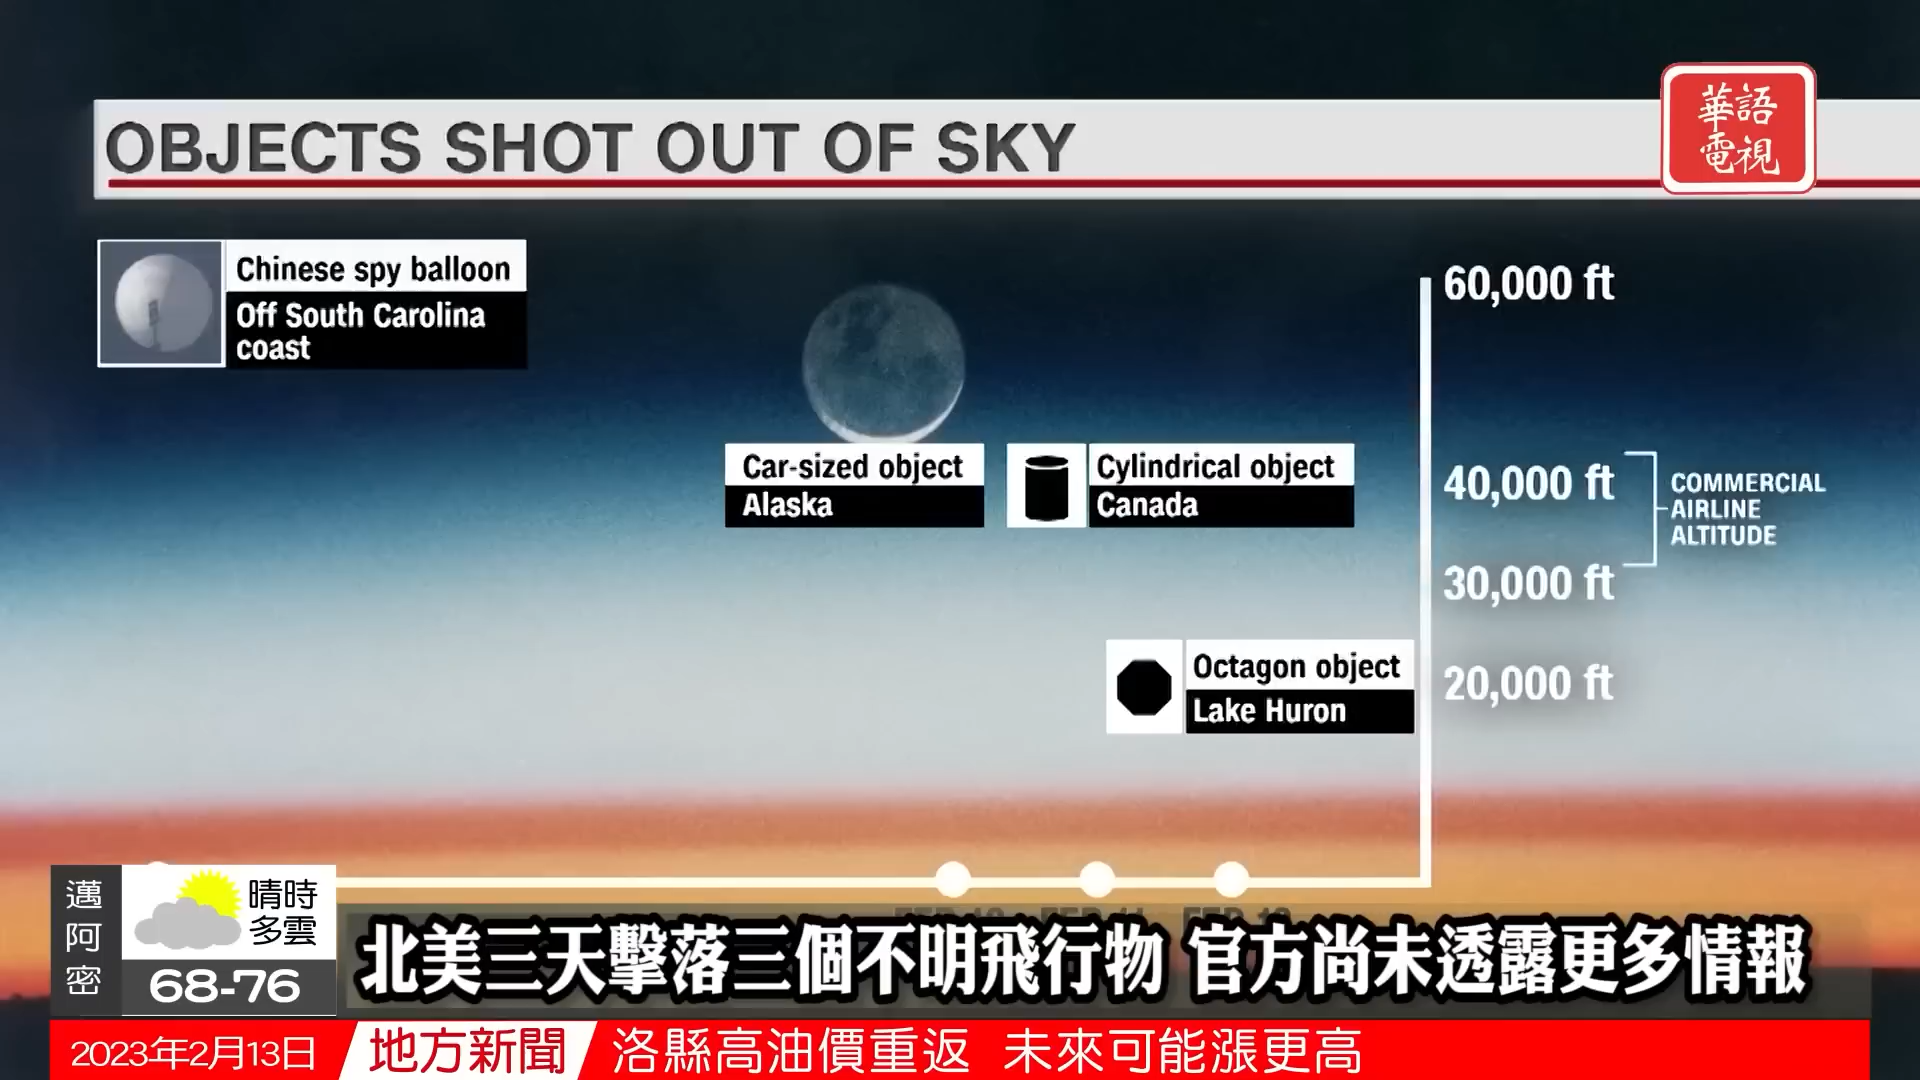 OBJECTS SHOT OUT OF SKY
華語
電視
Chinese spy balloon
Off South Carolina
coast
60,000 ft
Car-sized object
Alaska
Cylindrical object
Canada
40,000 ft
COMMERCIAL
AIRLINE
ALTITUDE
30,000 ft
Octagon object
Lake Huron
20,000 ft
邁阿密
晴時
多雲
68-76
北美三天擊落三個不明飛行物 官方尚未透露更多情報
2023年2月13日
地方新聞
洛縣高油價重返 未來可能漲更高